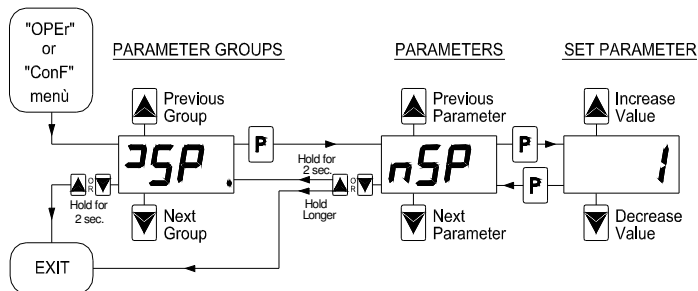 "OPEr"
or
"ConF"
menù
PARAMETER GROUPS
PARAMETERS
SET PARAMETER
Previous
Group
Previous
Parameter
Increase
Value
P
P
P
ꓛSP.
nSP
1
Hold for
2 sec.
OR
OR
Hold for
2 sec.
Hold
Longer
Next
Group
Next
Parameter
Decrease
Value
EXIT